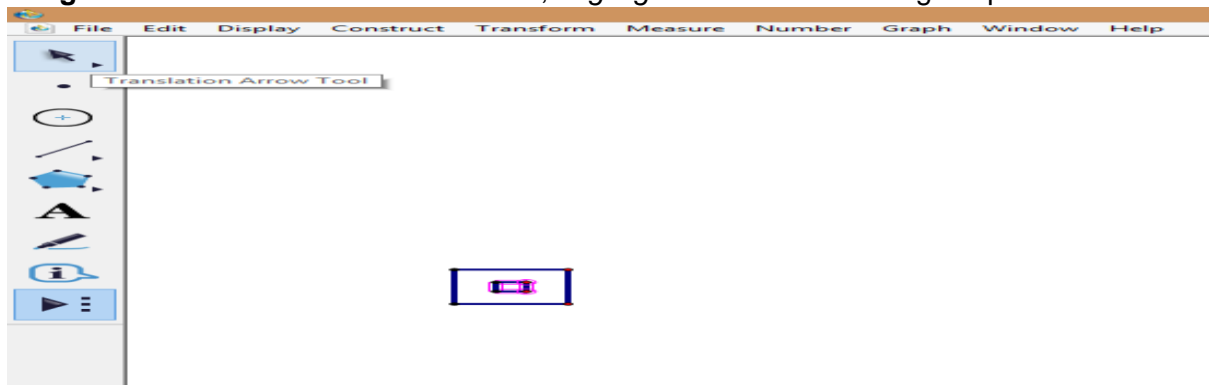 File Edit Display Construct Transform Measure Number Graph Window Help
Translation Arrow Tool
A
i